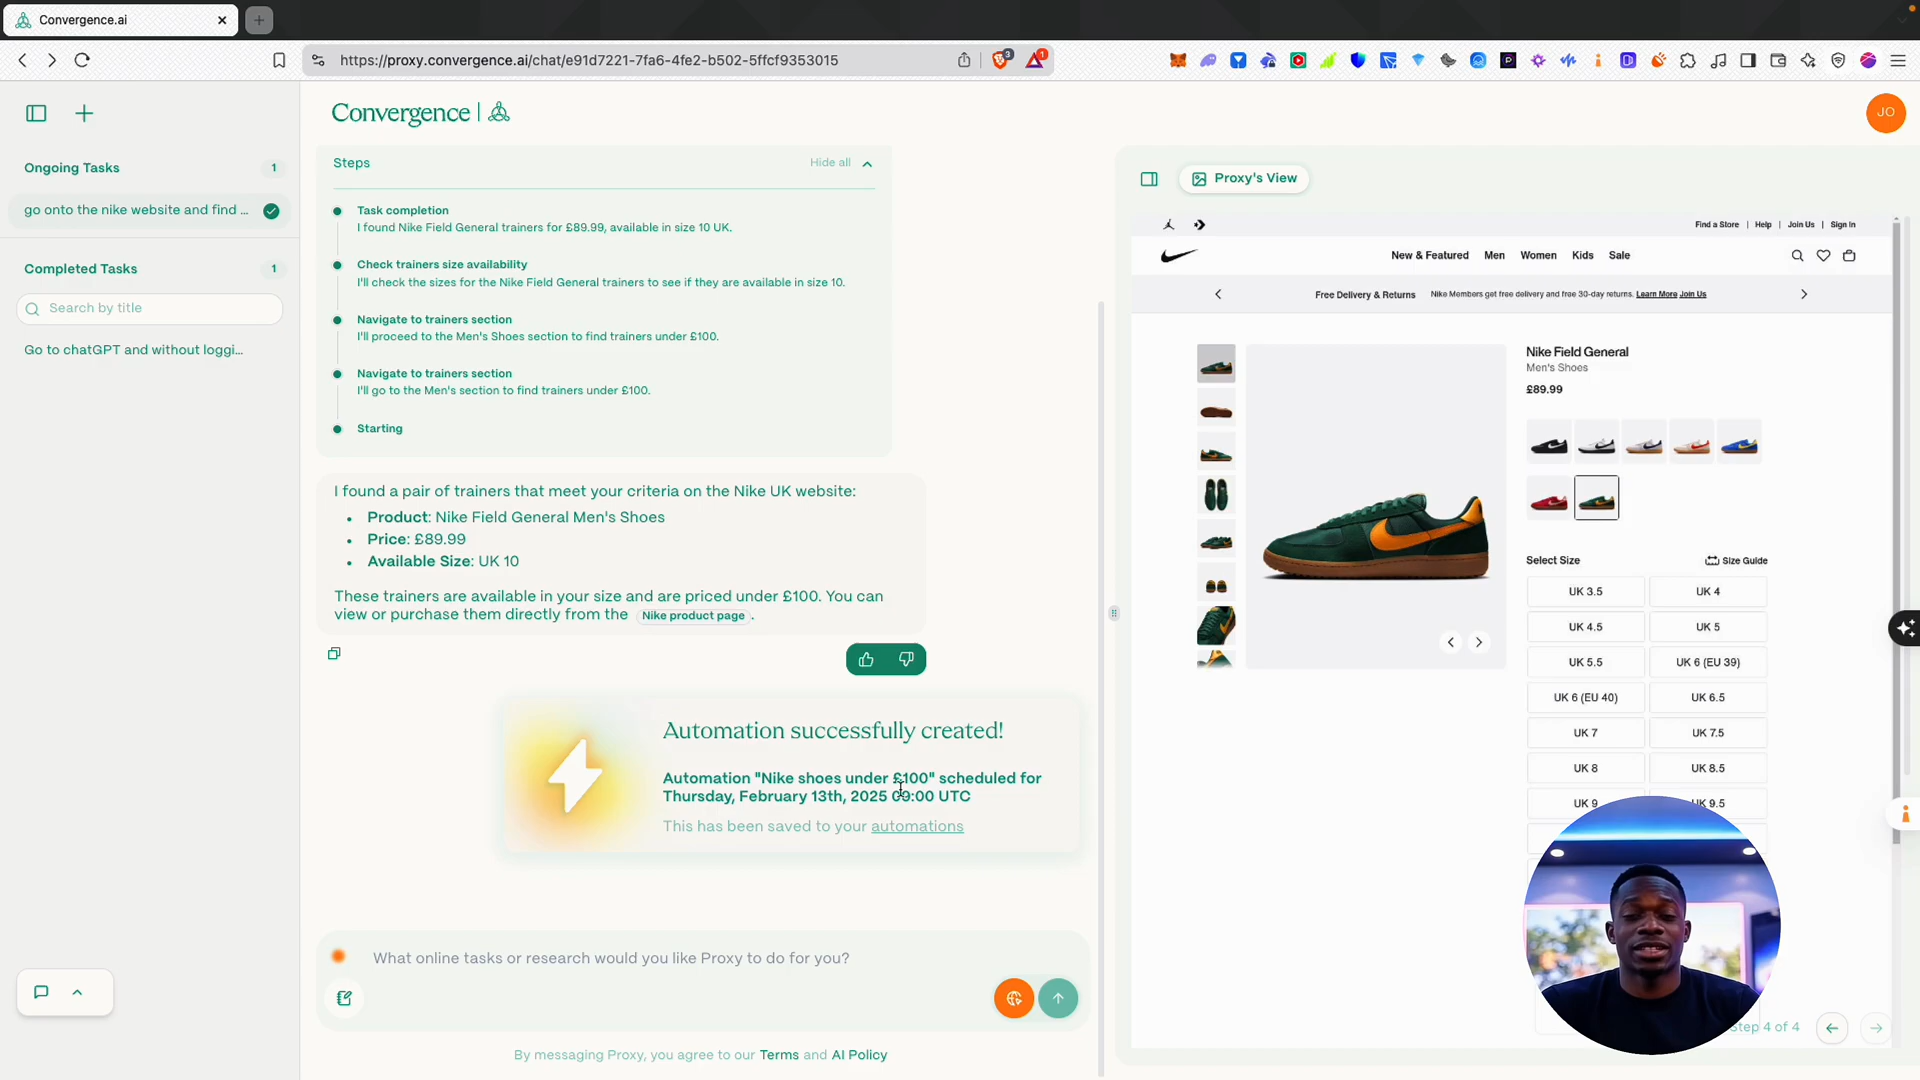 Convergence.ai
https://proxy.convergence.ai/chat/e91d7221-7fa6-4fe2-b502-5ffcf9353015
3
1
Ongoing Tasks
1
go onto the nike website and find ...
Completed Tasks
1
Search by title
Go to chatGPT and without loggi...
Convergence
JO
Steps
Hide all
Task completion
I found Nike Field General trainers for £89.99, available in size 10 UK.
Check trainers size availability
I'll check the sizes for the Nike Field General trainers to see if they are available in size 10.
Navigate to trainers section
I'll proceed to the Men's Shoes section to find trainers under £100.
Navigate to trainers section
I'll go to the Men's section to find trainers under £100.
Starting
I found a pair of trainers that meet your criteria on the Nike UK website:
• Product: Nike Field General Men's Shoes
• Price: £89.99
• Available Size: UK 10
These trainers are available in your size and are priced under £100. You can
view or purchase them directly from the Nike product page.
Automation successfully created!
Automation "Nike shoes under £100" scheduled for
Thursday, February 13th, 2025 09:00 UTC
This has been saved to your automations
What online tasks or research would you like Proxy to do for you?
By messaging Proxy, you agree to our Terms and AI Policy
Proxy's View
Find a Store | Help | Join Us | Sign In
New & Featured Men Women Kids Sale
Free Delivery & Returns Nike Members get free delivery and free 30-day returns. Learn More Join Us
Nike Field General
Men's Shoes
£89.99
Select Size Size Guide
UK 3.5 UK 4
UK 4.5 UK 5
UK 5.5 UK 6 (EU 39)
UK 6 (EU 40) UK 6.5
UK 7 UK 7.5
UK 8 UK 8.5
UK 9 UK 9.5
Step 4 of 4